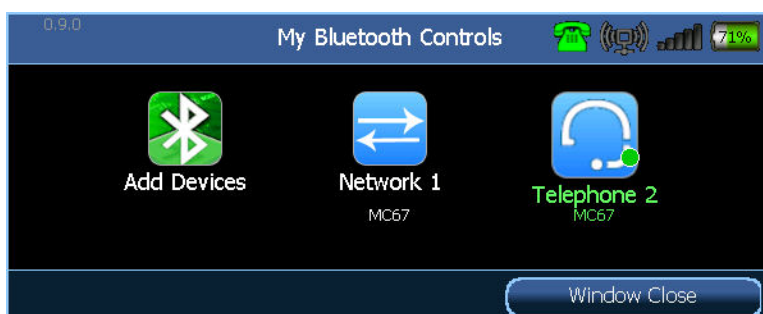 0.9.0
My Bluetooth Controls
71%
Add Devices
Network 1
MC67
Telephone 2
MC67
Window Close